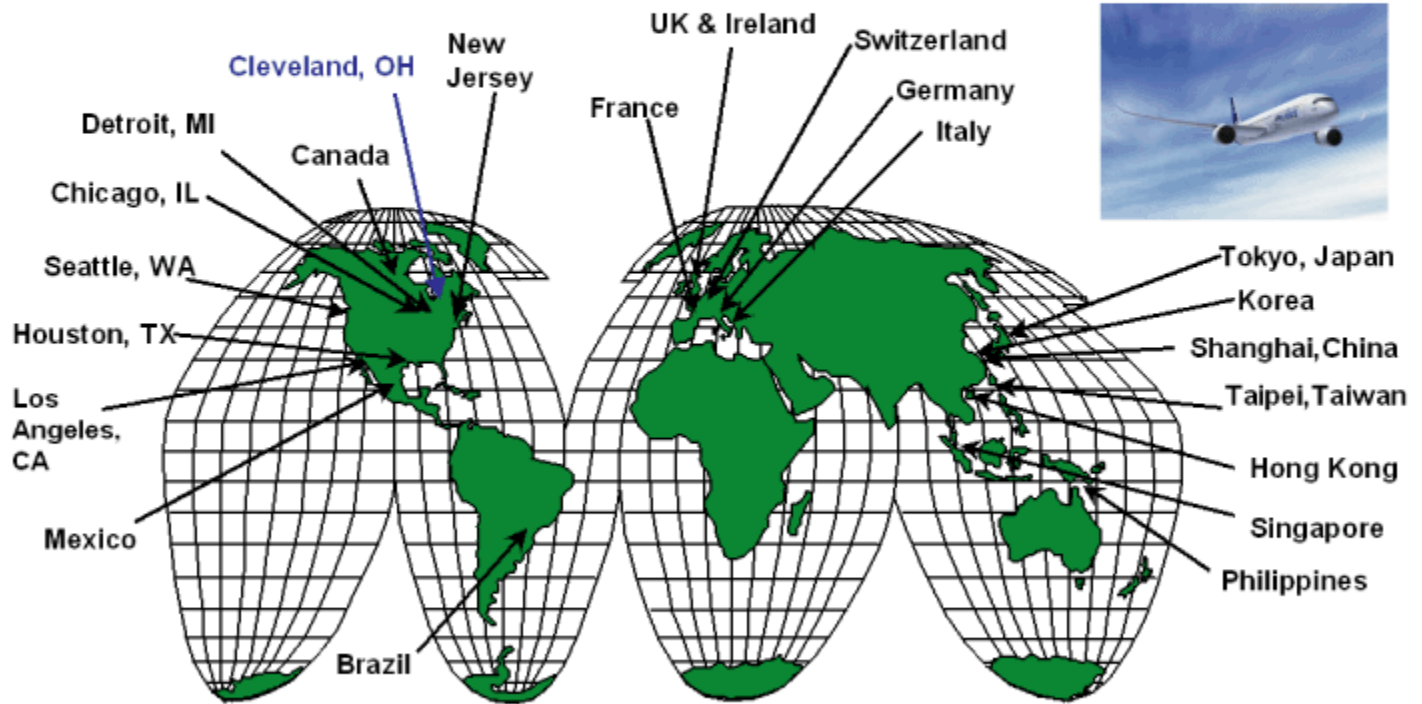 UK & Ireland
New
Jersey
Switzerland
Cleveland, OH
Germany
France
Detroit, MI
Italy
Canada
Chicago, IL
Seattle, WA
Tokyo, Japan
Korea
Houston, TX
Shanghai,China
Los
Angeles,
CA
Taipei,Taiwan
Hong Kong
Singapore
Mexico
Philippines
Brazil